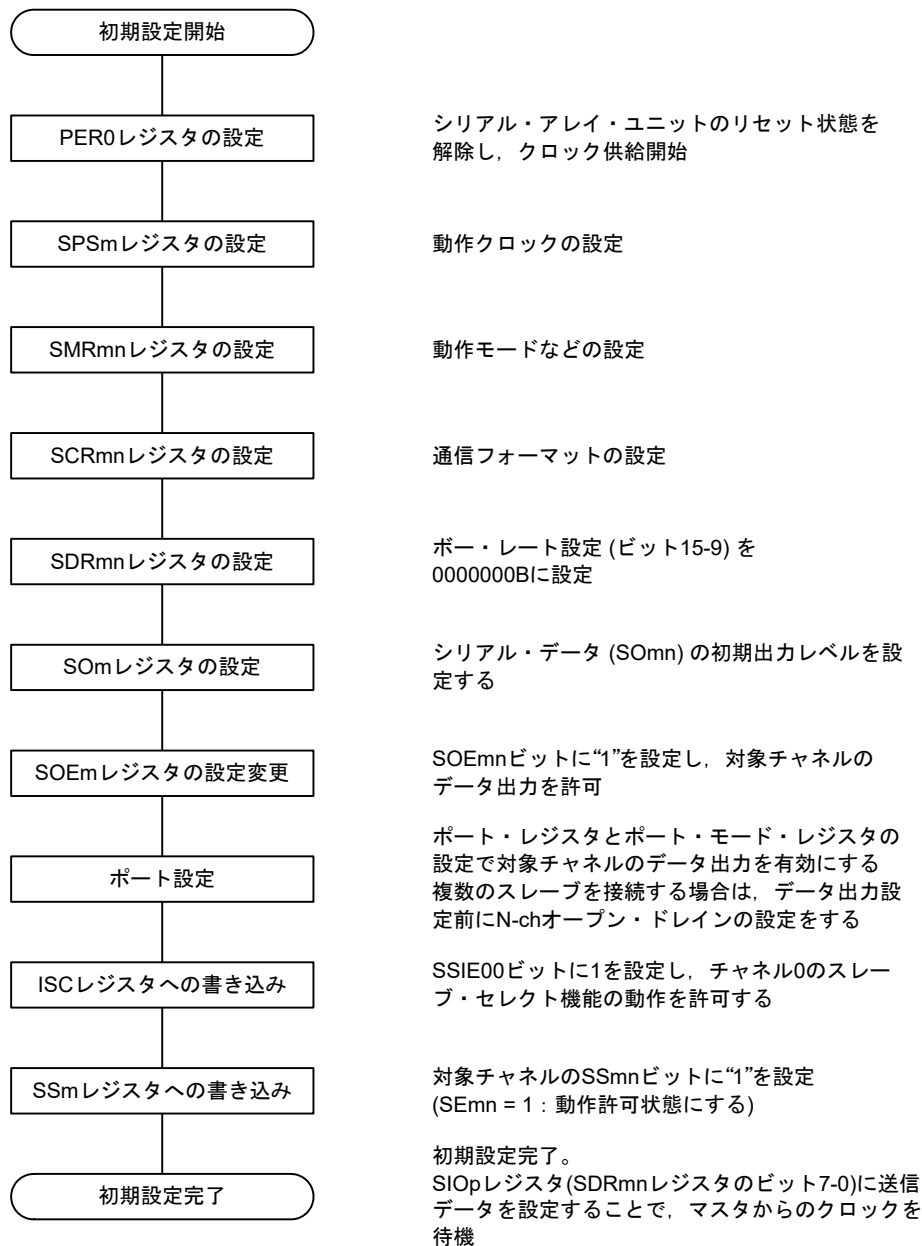 初期設定開始
PER0レジスタの設定
シリアル・アレイ・ユニットのリセット状態を
解除し，クロック供給開始
SPSmレジスタの設定
動作クロックの設定
SMRmnレジスタの設定
動作モードなどの設定
SCRmnレジスタの設定
通信フォーマットの設定
SDRmnレジスタの設定
ボー・レート設定 (ビット15-9) を
0000000Bに設定
SOmレジスタの設定
シリアル・データ (SOmn) の初期出力レベルを設
定する
SOEmレジスタの設定変更
SOEmnビットに“1”を設定し，対象チャネルの
データ出力を許可
ポート設定
ポート・レジスタとポート・モード・レジスタの
設定で対象チャネルのデータ出力を有効にする
複数のスレーブを接続する場合は，データ出力設
定前にN-chオープン・ドレインの設定をする
ISCレジスタへの書き込み
SSIE00ビットに1を設定し，チャネル0のスレー
ブ・セレクト機能の動作を許可する
SSmレジスタへの書き込み
対象チャネルのSSmnビットに“1”を設定
(SEmn = 1：動作許可状態にする)
初期設定完了
初期設定完了。
SIOpレジスタ(SDRmnレジスタのビット7-0)に送信
データを設定することで，マスタからのクロックを
待機